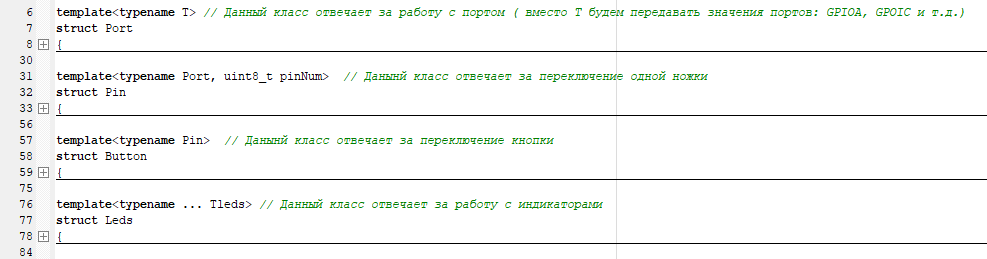 6 template<typename T> // Данный класс отвечает за работу с портом ( вместо Т будем передавать значения портов: GPIOA, GPOIC и т.д.)
7 struct Port
8 {
30
31 template<typename Port, uint8_t pinNum> // Данынй класс отвечает за переключение одной ножки
32 struct Pin
33 {
56
57 template<typename Pin> // Данынй класс отвечает за переключение кнопки
58 struct Button
59 {
75
76 template<typename ... Tleds> // Данный класс отвечает за работу с индикаторами
77 struct Leds
78 {
84